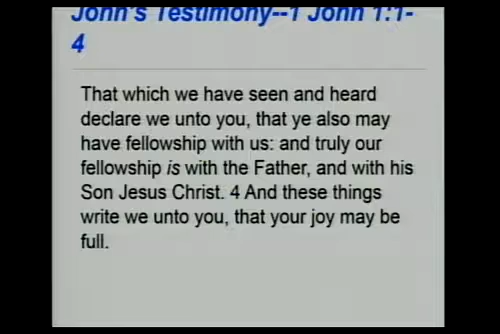 John's Testimony--1 John 1:1-
4
That which we have seen and heard
declare we unto you, that ye also may
have fellowship with us: and truly our
fellowship is with the Father, and with his
Son Jesus Christ. 4 And these things
write we unto you, that your joy may be
full.